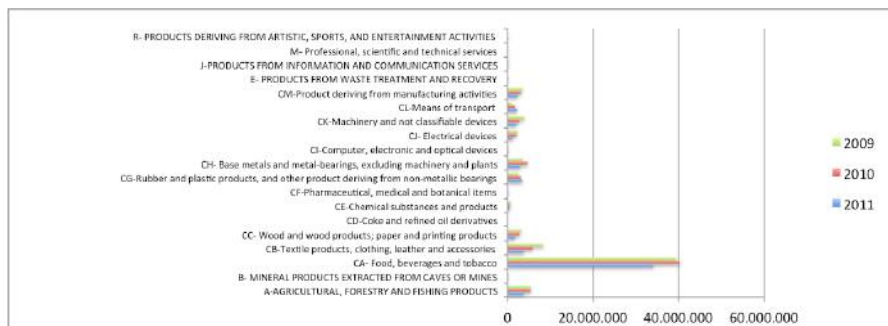 R- PRODUCTS DERIVING FROM ARTISTIC, SPORTS, AND ENTERTAINMENT ACTIVITIES
M- Professional, scientific and technical services
J-PRODUCTS FROM INFORMATION AND COMMUNICATION SERVICES
E- PRODUCTS FROM WASTE TREATMENT AND RECOVERY
CM-Product deriving from manufacturing activities
CL-Means of transport
CK-Machinery and not classifiable devices
CJ- Electrical devices
CI-Computer, electronic and optical devices
CH- Base metals and metal-bearings, excluding machinery and plants
CG-Rubber and plastic products, and other product deriving from non-metallic bearings
CF-Pharmaceutical, medical and botanical items
CE-Chemical substances and products
CD-Coke and refined oil derivatives
CC- Wood and wood products; paper and printing products
CB-Textile products, clothing, leather and accessories
CA- Food, beverages and tobacco
B- MINERAL PRODUCTS EXTRACTED FROM CAVES OR MINES
A-AGRICULTURAL, FORESTRY AND FISHING PRODUCTS
0 20.000.000 40.000.000 60.000.000
2009
2010
2011